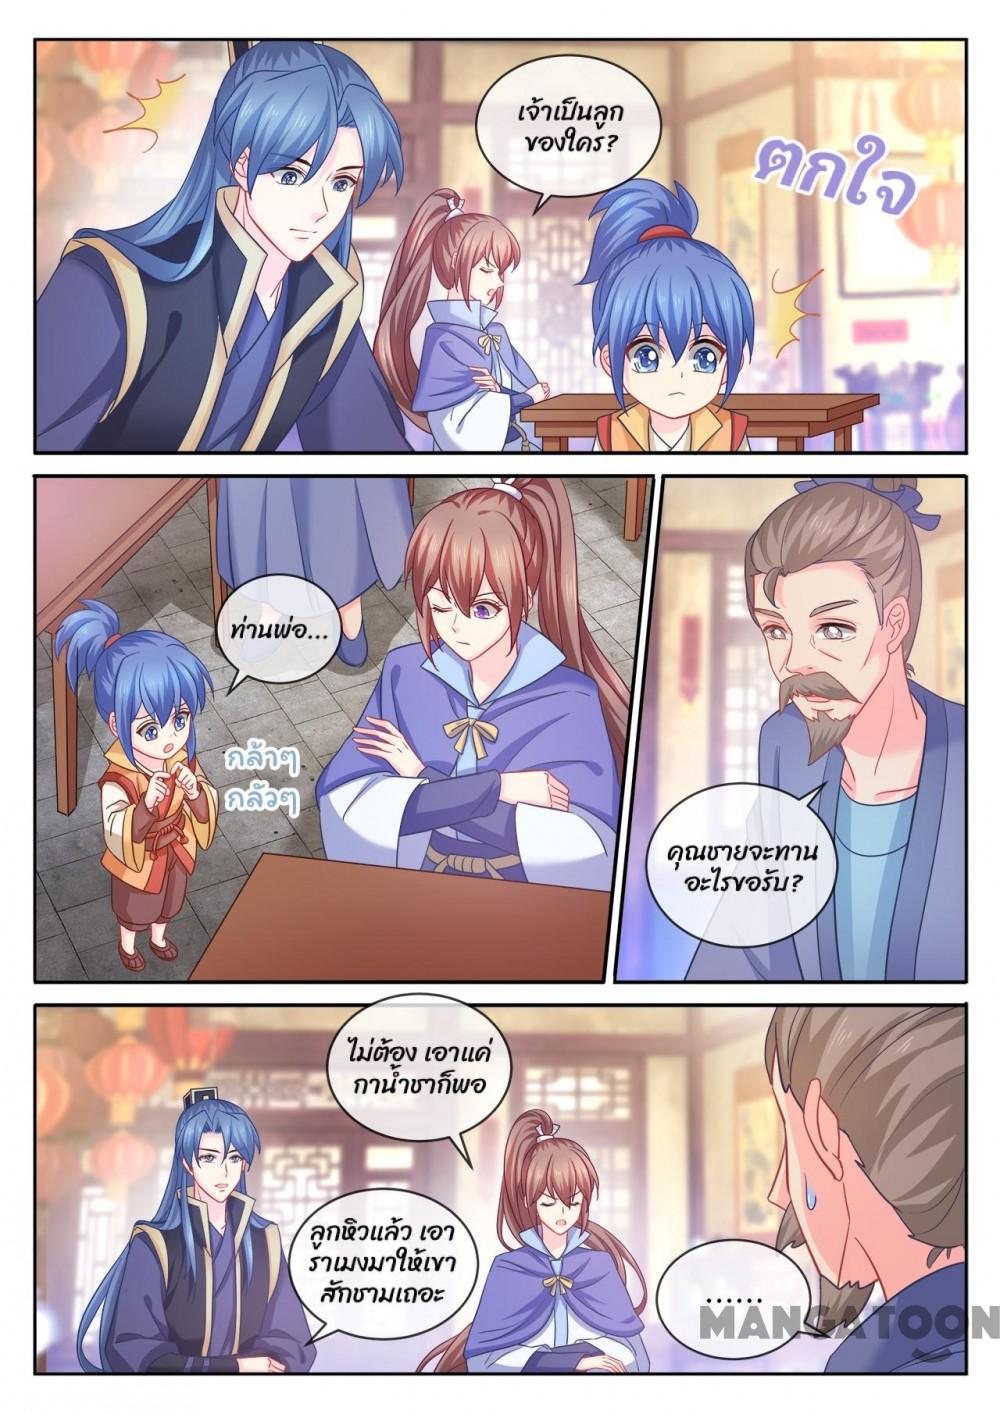 เจ้าเป็นลูก
ของใคร?
ตกใจ
ท่านพ่อ...
กล้าๆ
กลัวๆ
คุณชายจะทาน
อะไรขอรับ?
ไม่ต้อง เอาแค่
กาน้ำชาก็พอ
ลูกหิวแล้ว เอา
ราเมงมาให้เขา
สักชามเถอะ
......
MANGATOON